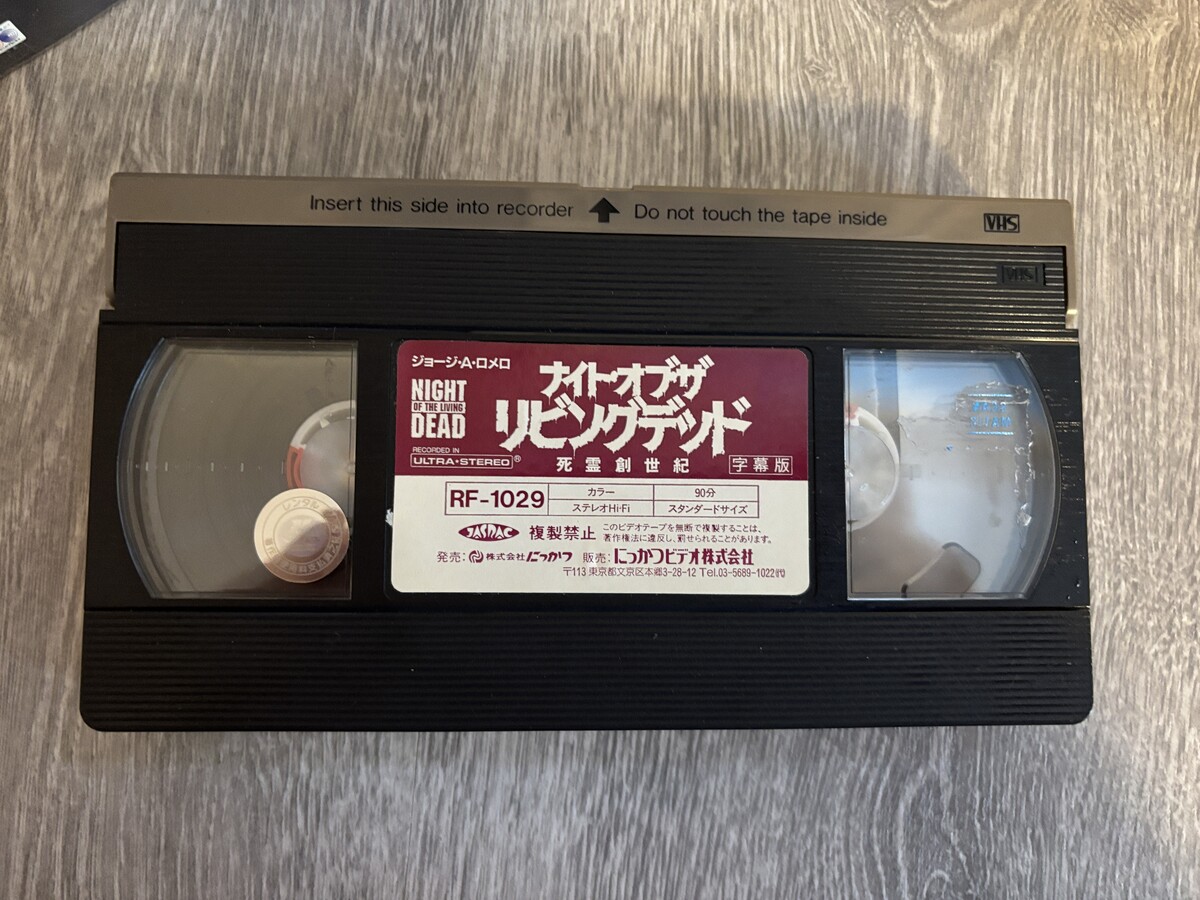 Insert this side into recorder ↑ Do not touch the tape inside
VHS
VHS
ジョージ・A・ロメロ
NIGHT
OF THE LIVING
DEAD
ナイト・オブ・ザ
リビングデッド
死霊創世紀
字幕版
RECORDED IN
ULTRA★STEREO®
RF-1029
カラー
90分
ステレオHi-Fi
スタンダードサイズ
JASRAC
複製禁止
このビデオテープを無断で複製することは、
著作権法に違反し、罰せられることがあります。
発売: 株式会社にっかつ 販売: にっかつビデオ株式会社
〒113 東京都文京区本郷3-28-12 Tel.03-5689-1022㈹
レンタル